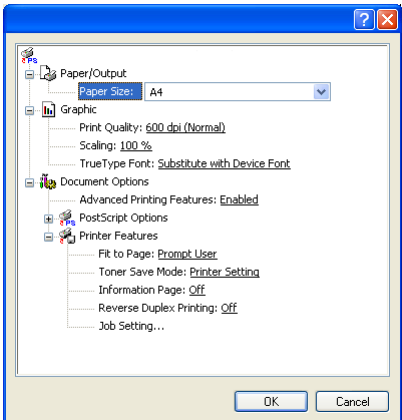 PS
Paper/Output
Paper Size: A4
Graphic
Print Quality: 600 dpi (Normal)
Scaling: 100 %
TrueType Font: Substitute with Device Font
Document Options
Advanced Printing Features: Enabled
PS PostScript Options
Printer Features
Fit to Page: Prompt User
Toner Save Mode: Printer Setting
Information Page: Off
Reverse Duplex Printing: Off
Job Setting...
OK Cancel